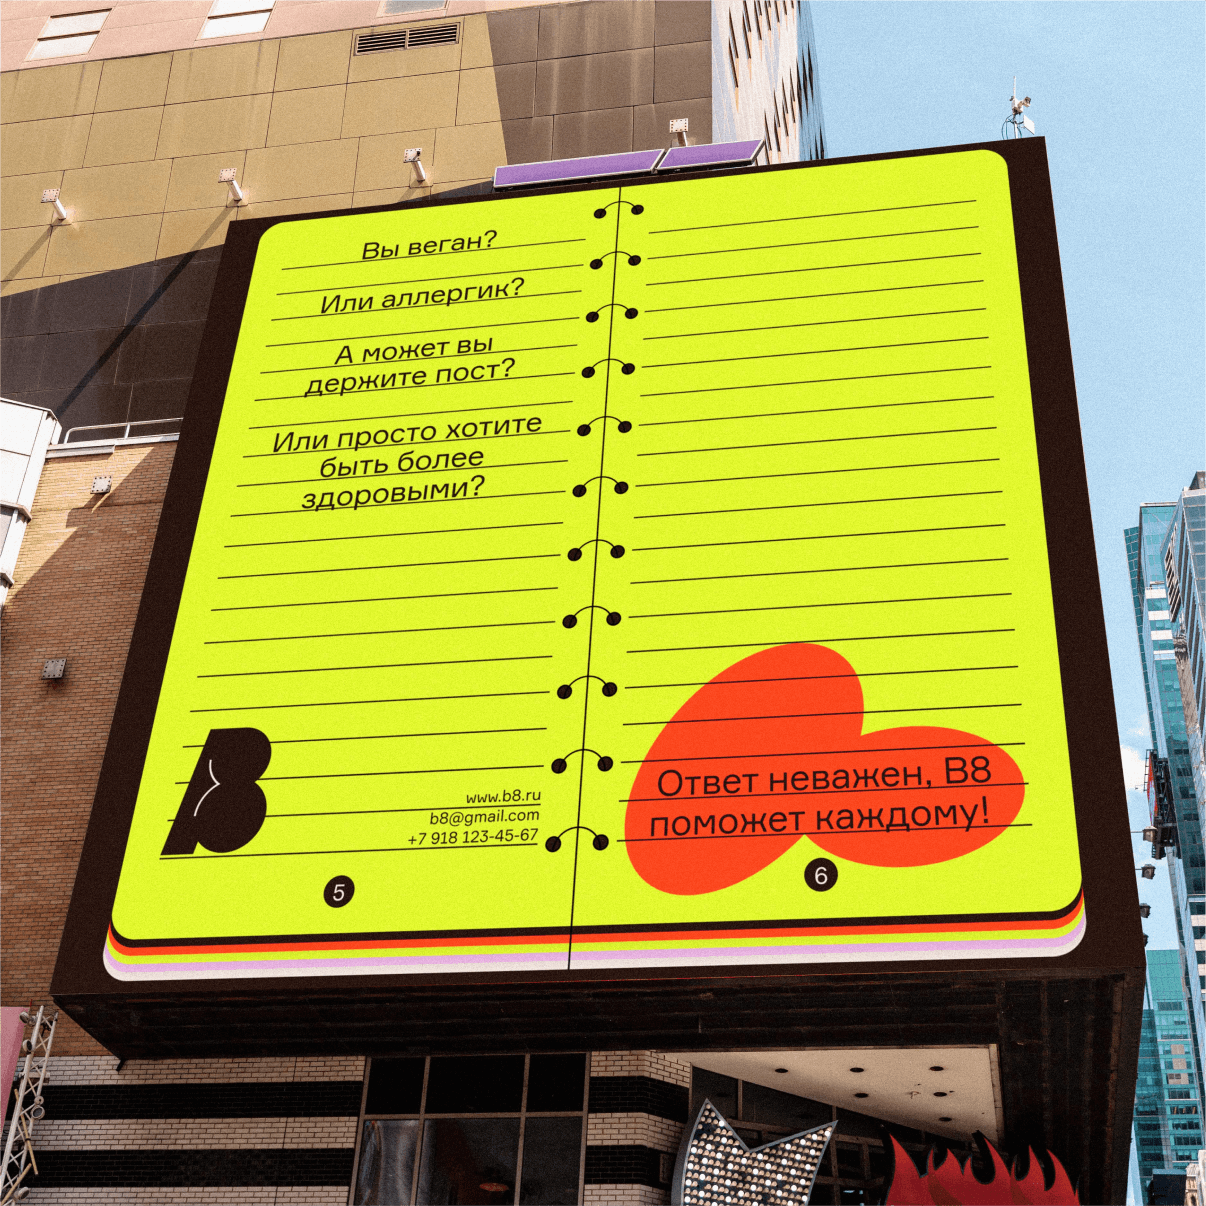 Вы веган?
Или аллергик?
А может вы
держите пост?
Или просто хотите
быть более
здоровыми?
www.b8.ru
b8@gmail.com
+7 918 123-45-67
5
Ответ неважен, В8
поможет каждому!
6